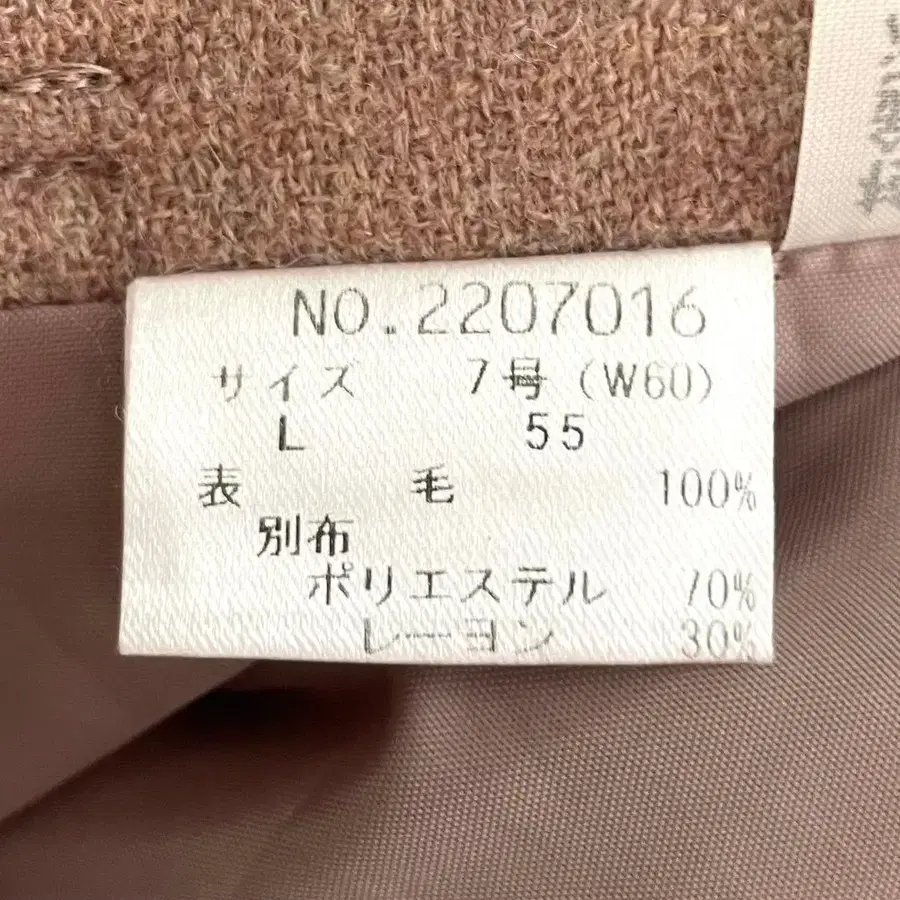 NO.2207016
サイズ 7号 (W60)
L 55
表 毛 100%
別布
ポリエステル 70%
レーヨン 30%